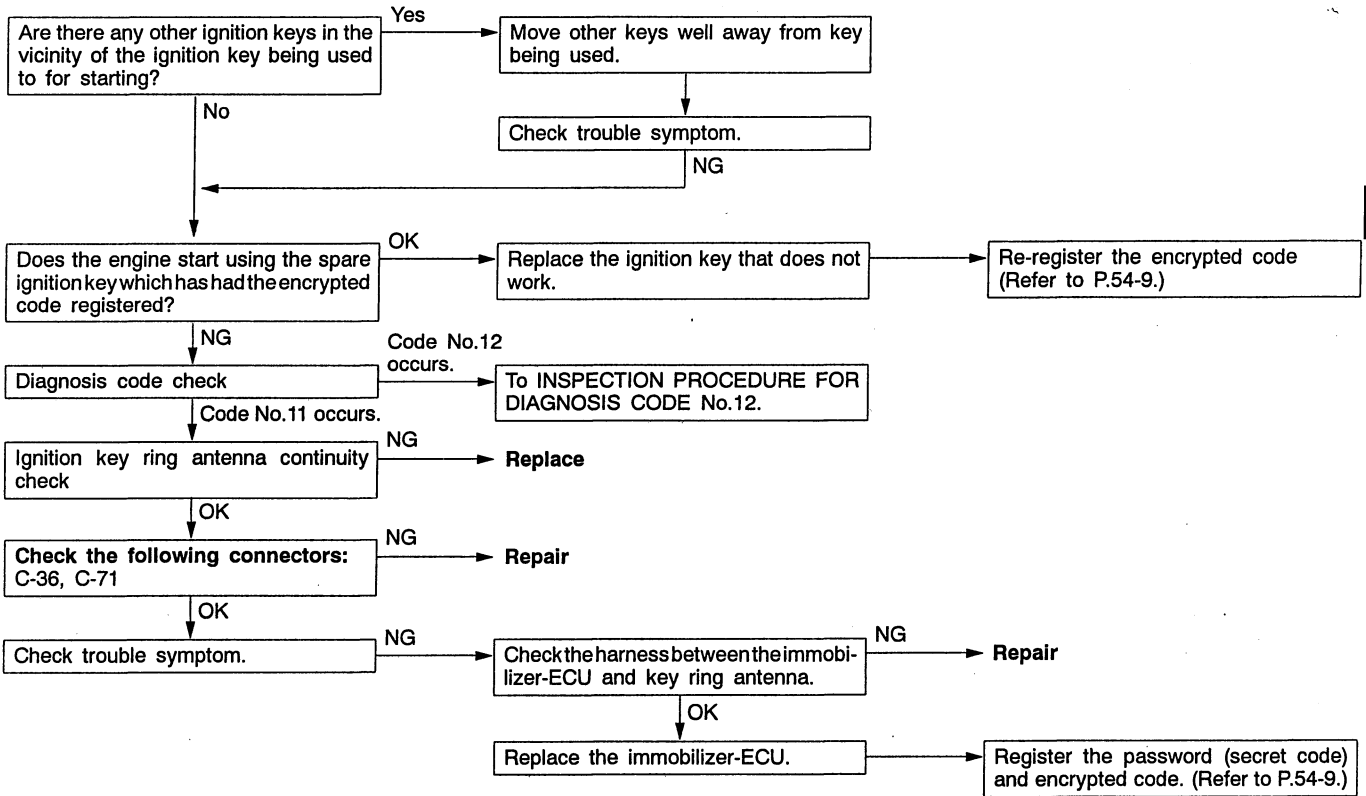 Are there any other ignition keys in the
vicinity of the ignition key being used
to for starting?
Yes
Move other keys well away from key
being used.
No
Check trouble symptom.
NG
Does the engine start using the spare
ignition key which has had the encrypted
code registered?
OK
Replace the ignition key that does not
work.
Re-register the encrypted code
(Refer to P.54-9.)
NG
Diagnosis code check
Code No.12
occurs.
To INSPECTION PROCEDURE FOR
DIAGNOSIS CODE No.12.
Code No.11 occurs.
Ignition key ring antenna continuity
check
NG
Replace
OK
Check the following connectors:
C-36, C-71
NG
Repair
OK
Check trouble symptom.
NG
Check the harness between the immobi-
lizer-ECU and key ring antenna.
NG
Repair
OK
Replace the immobilizer-ECU.
Register the password (secret code)
and encrypted code. (Refer to P.54-9.)